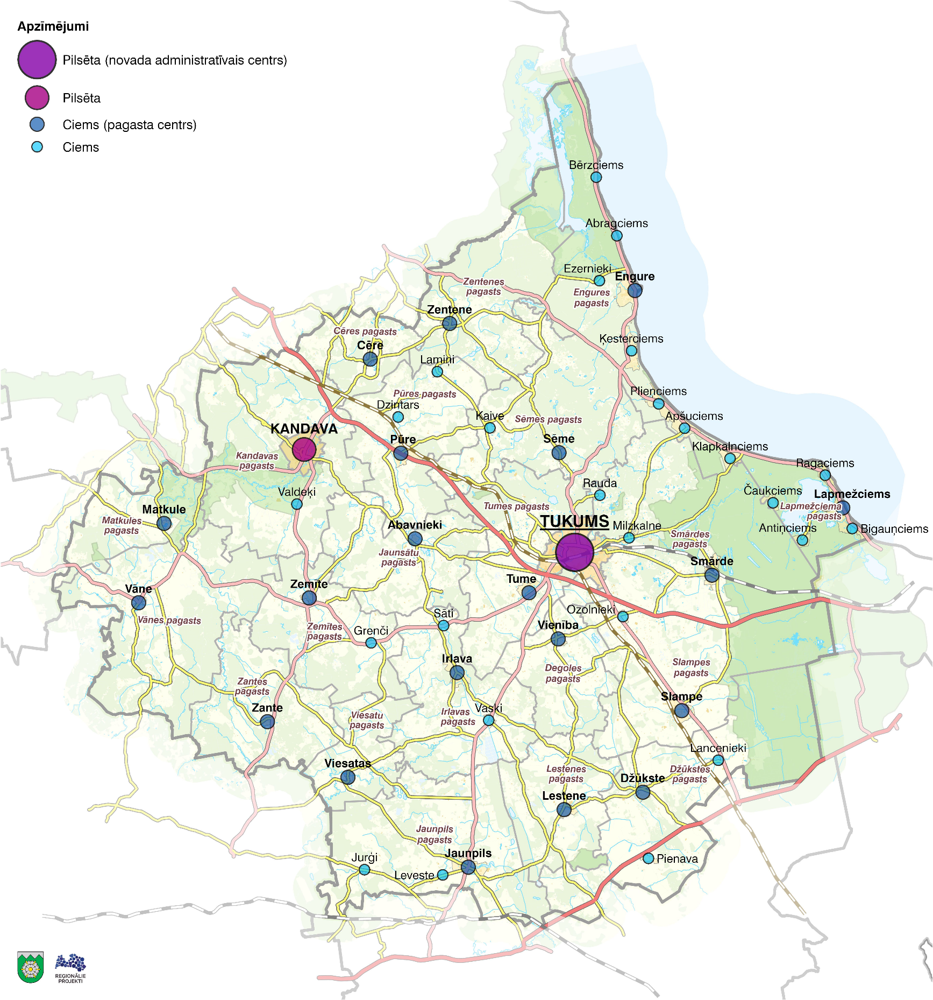 Apzīmējumi
Pilsēta (novada administratīvais centrs)
Pilsēta
Ciems (pagasta centrs)
Ciems
Bērzciems
Abragciems
Ezernieki
Engure
Zentenes
pagasts
Engures
pagasts
Zentene
Cēres pagasts
Cēre
Ķesterciems
Lamiņi
Pūres pagasts
Dzintars
Plienciems
Kaive
Sēmes pagasts
Apšuciems
KANDAVA
Pūre
Sēme
Klapkalnciems
Kandavas
pagasts
Ragaciems
Rauda
Valdeķi
Čaukciems
Lapmežciems
Matkule
Tumes pagasts
Lapmežciema
pagasts
Matkules
pagasts
Abavnieki
TUKUMS
Milzkalne
Antiņciems
Bigauņciems
Smārdes
pagasts
Jaunsātu
pagasts
Smārde
Vāne
Zemīte
Tume
Vānes pagasts
Sāti
Ozolnieki
Zemītes
pagasts
Grenči
Vienība
Irlava
Degoles
pagasts
Slampes
pagasts
Zantes
pagasts
Zante
Slampe
Viesatu
pagasts
Irlavas
pagasts
Vaski
Lancenieki
Viesatas
Lestenes
pagasts
Džūkste
Džūkstes
pagasts
Lestene
Jaunpils
pagasts
Jaunpils
Jurģi
Leveste
Pienava
REĢIONĀLIE
PROJEKTI